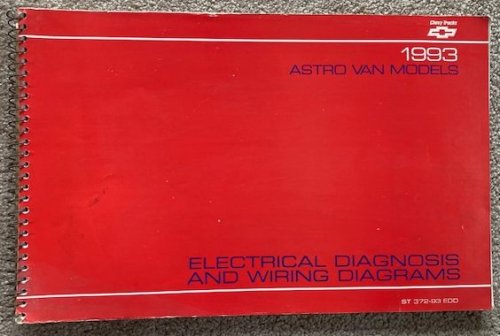 Chevy Trucks
1993
ASTRO VAN MODELS
ELECTRICAL DIAGNOSIS
AND WIRING DIAGRAMS
ST 372-93 EDD